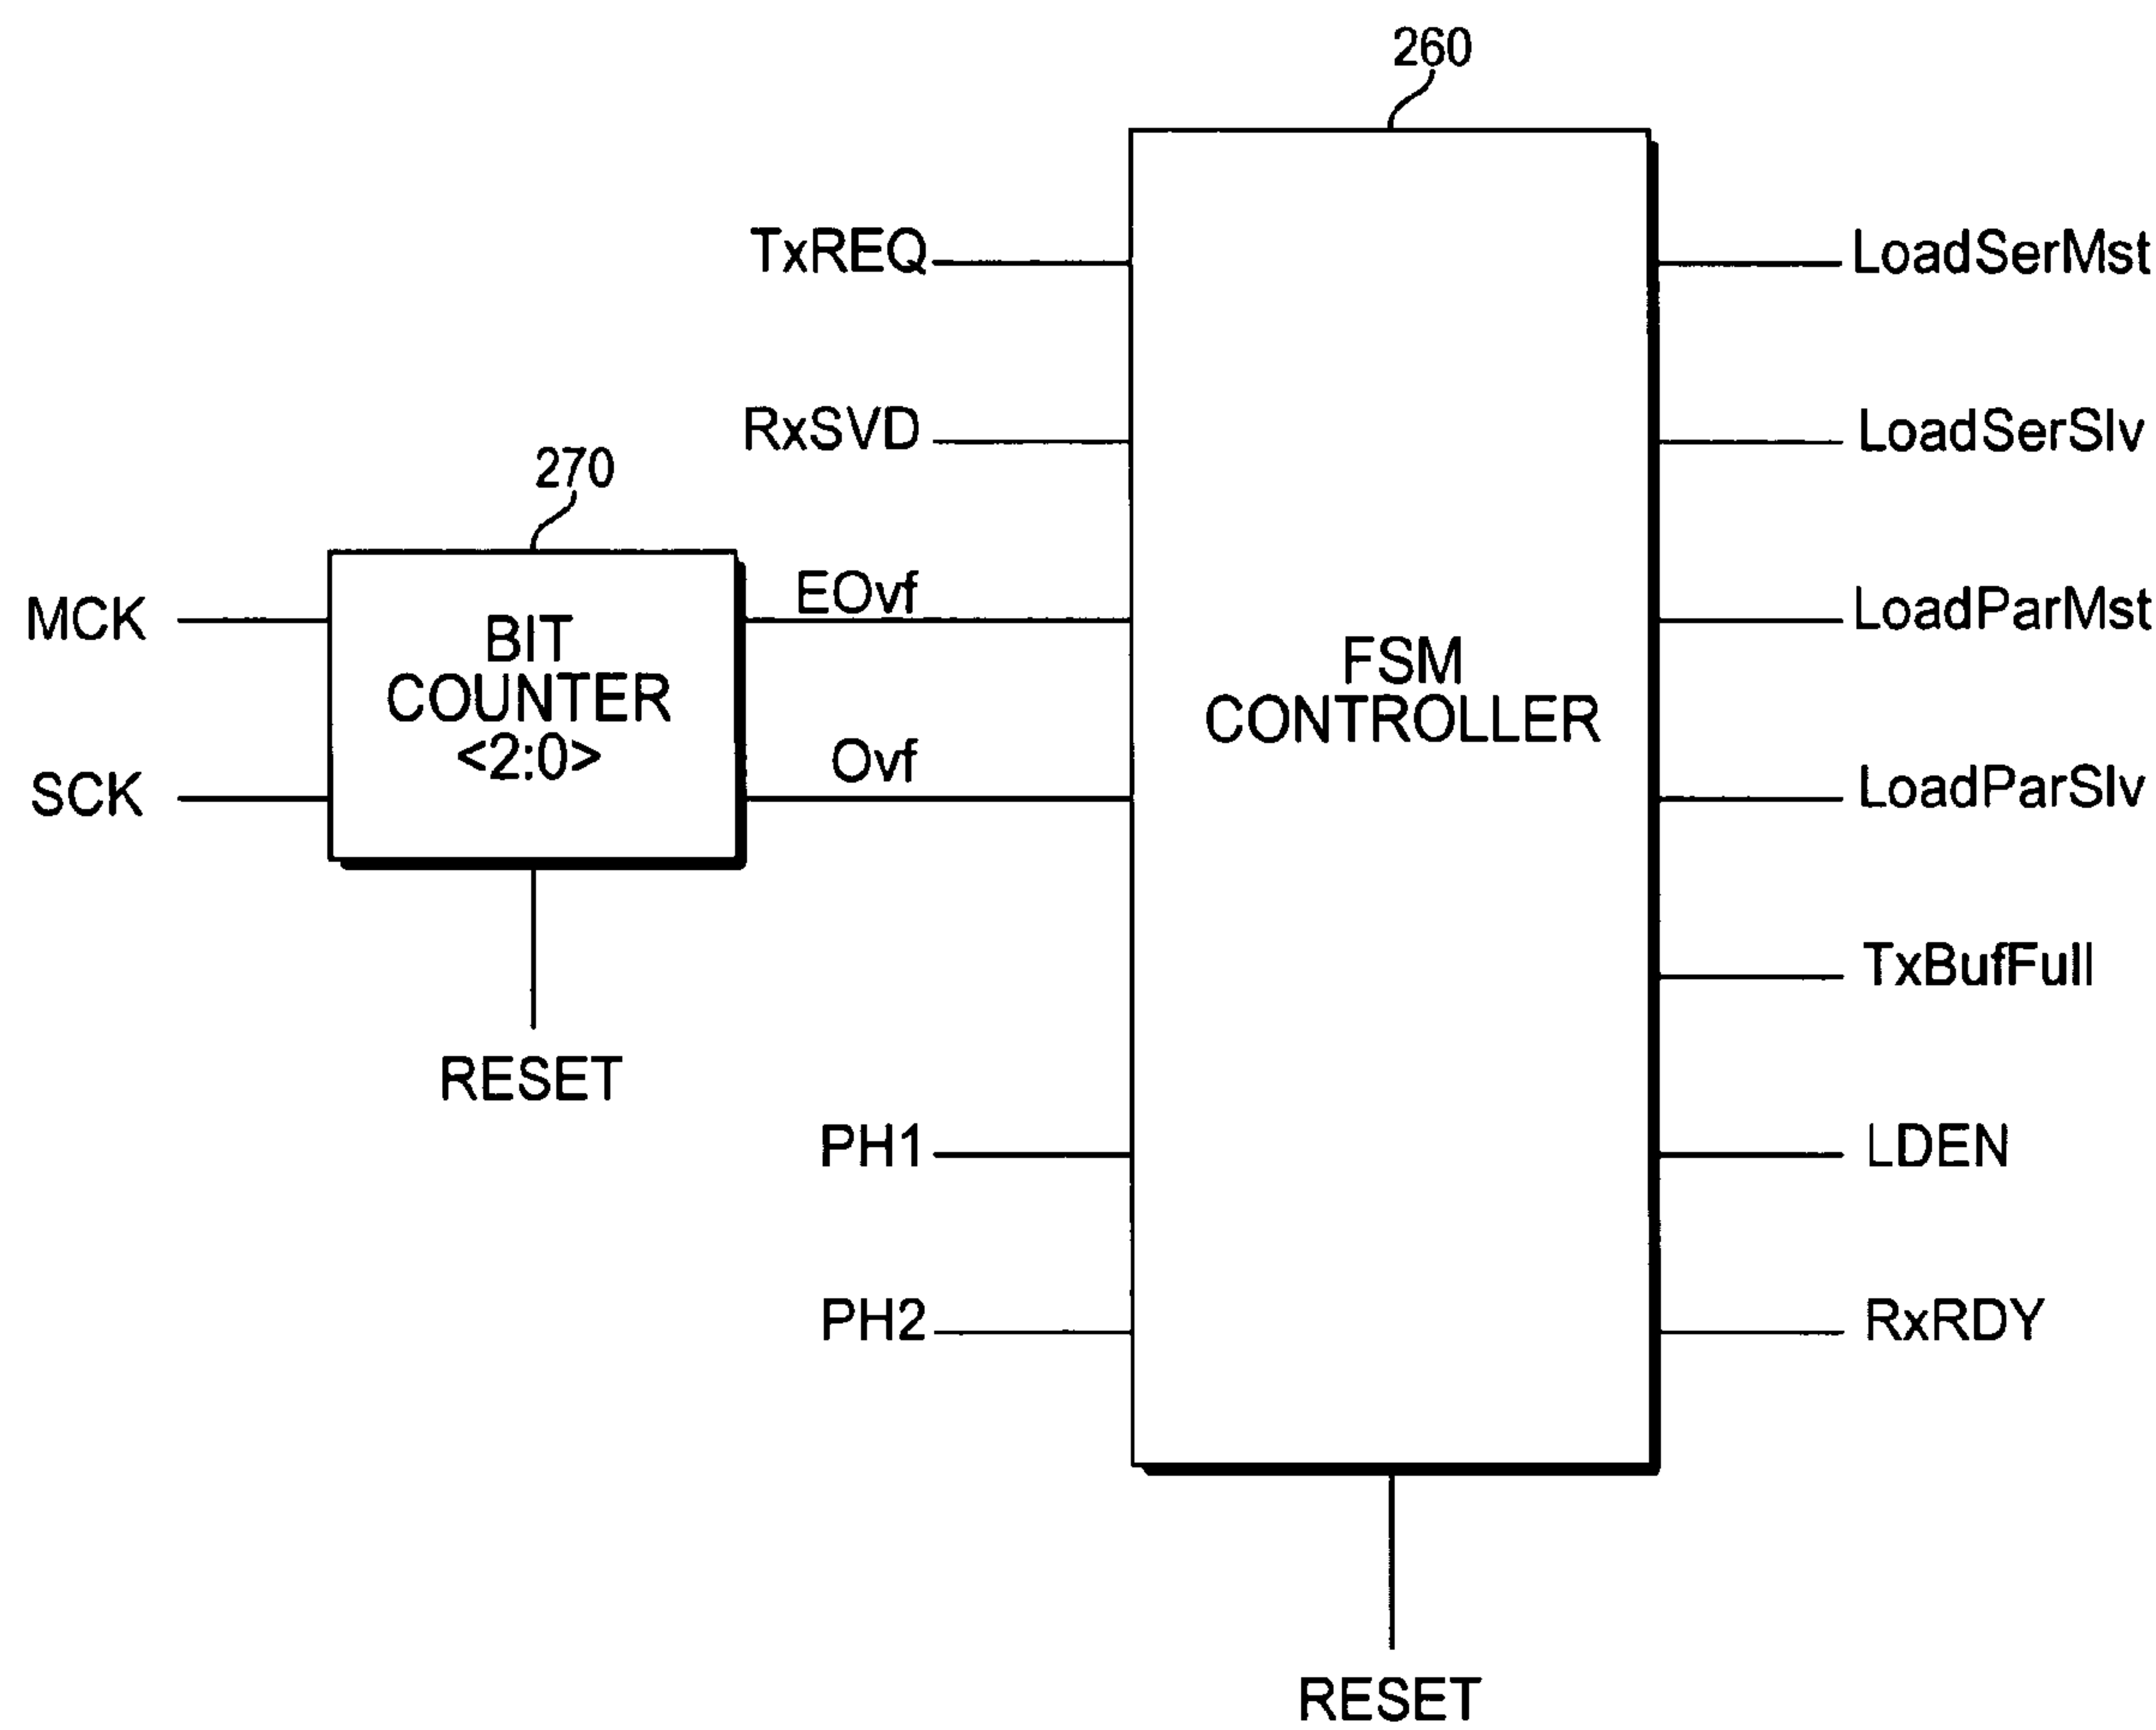 260
TxREQ
LoadSerMst
RxSVD
LoadSerSlv
270
MCK
BIT
COUNTER
<2:0>
EOvf
FSM
CONTROLLER
LoadParMst
SCK
Ovf
LoadParSlv
TxBufFull
RESET
PH1
LDEN
PH2
RxRDY
RESET